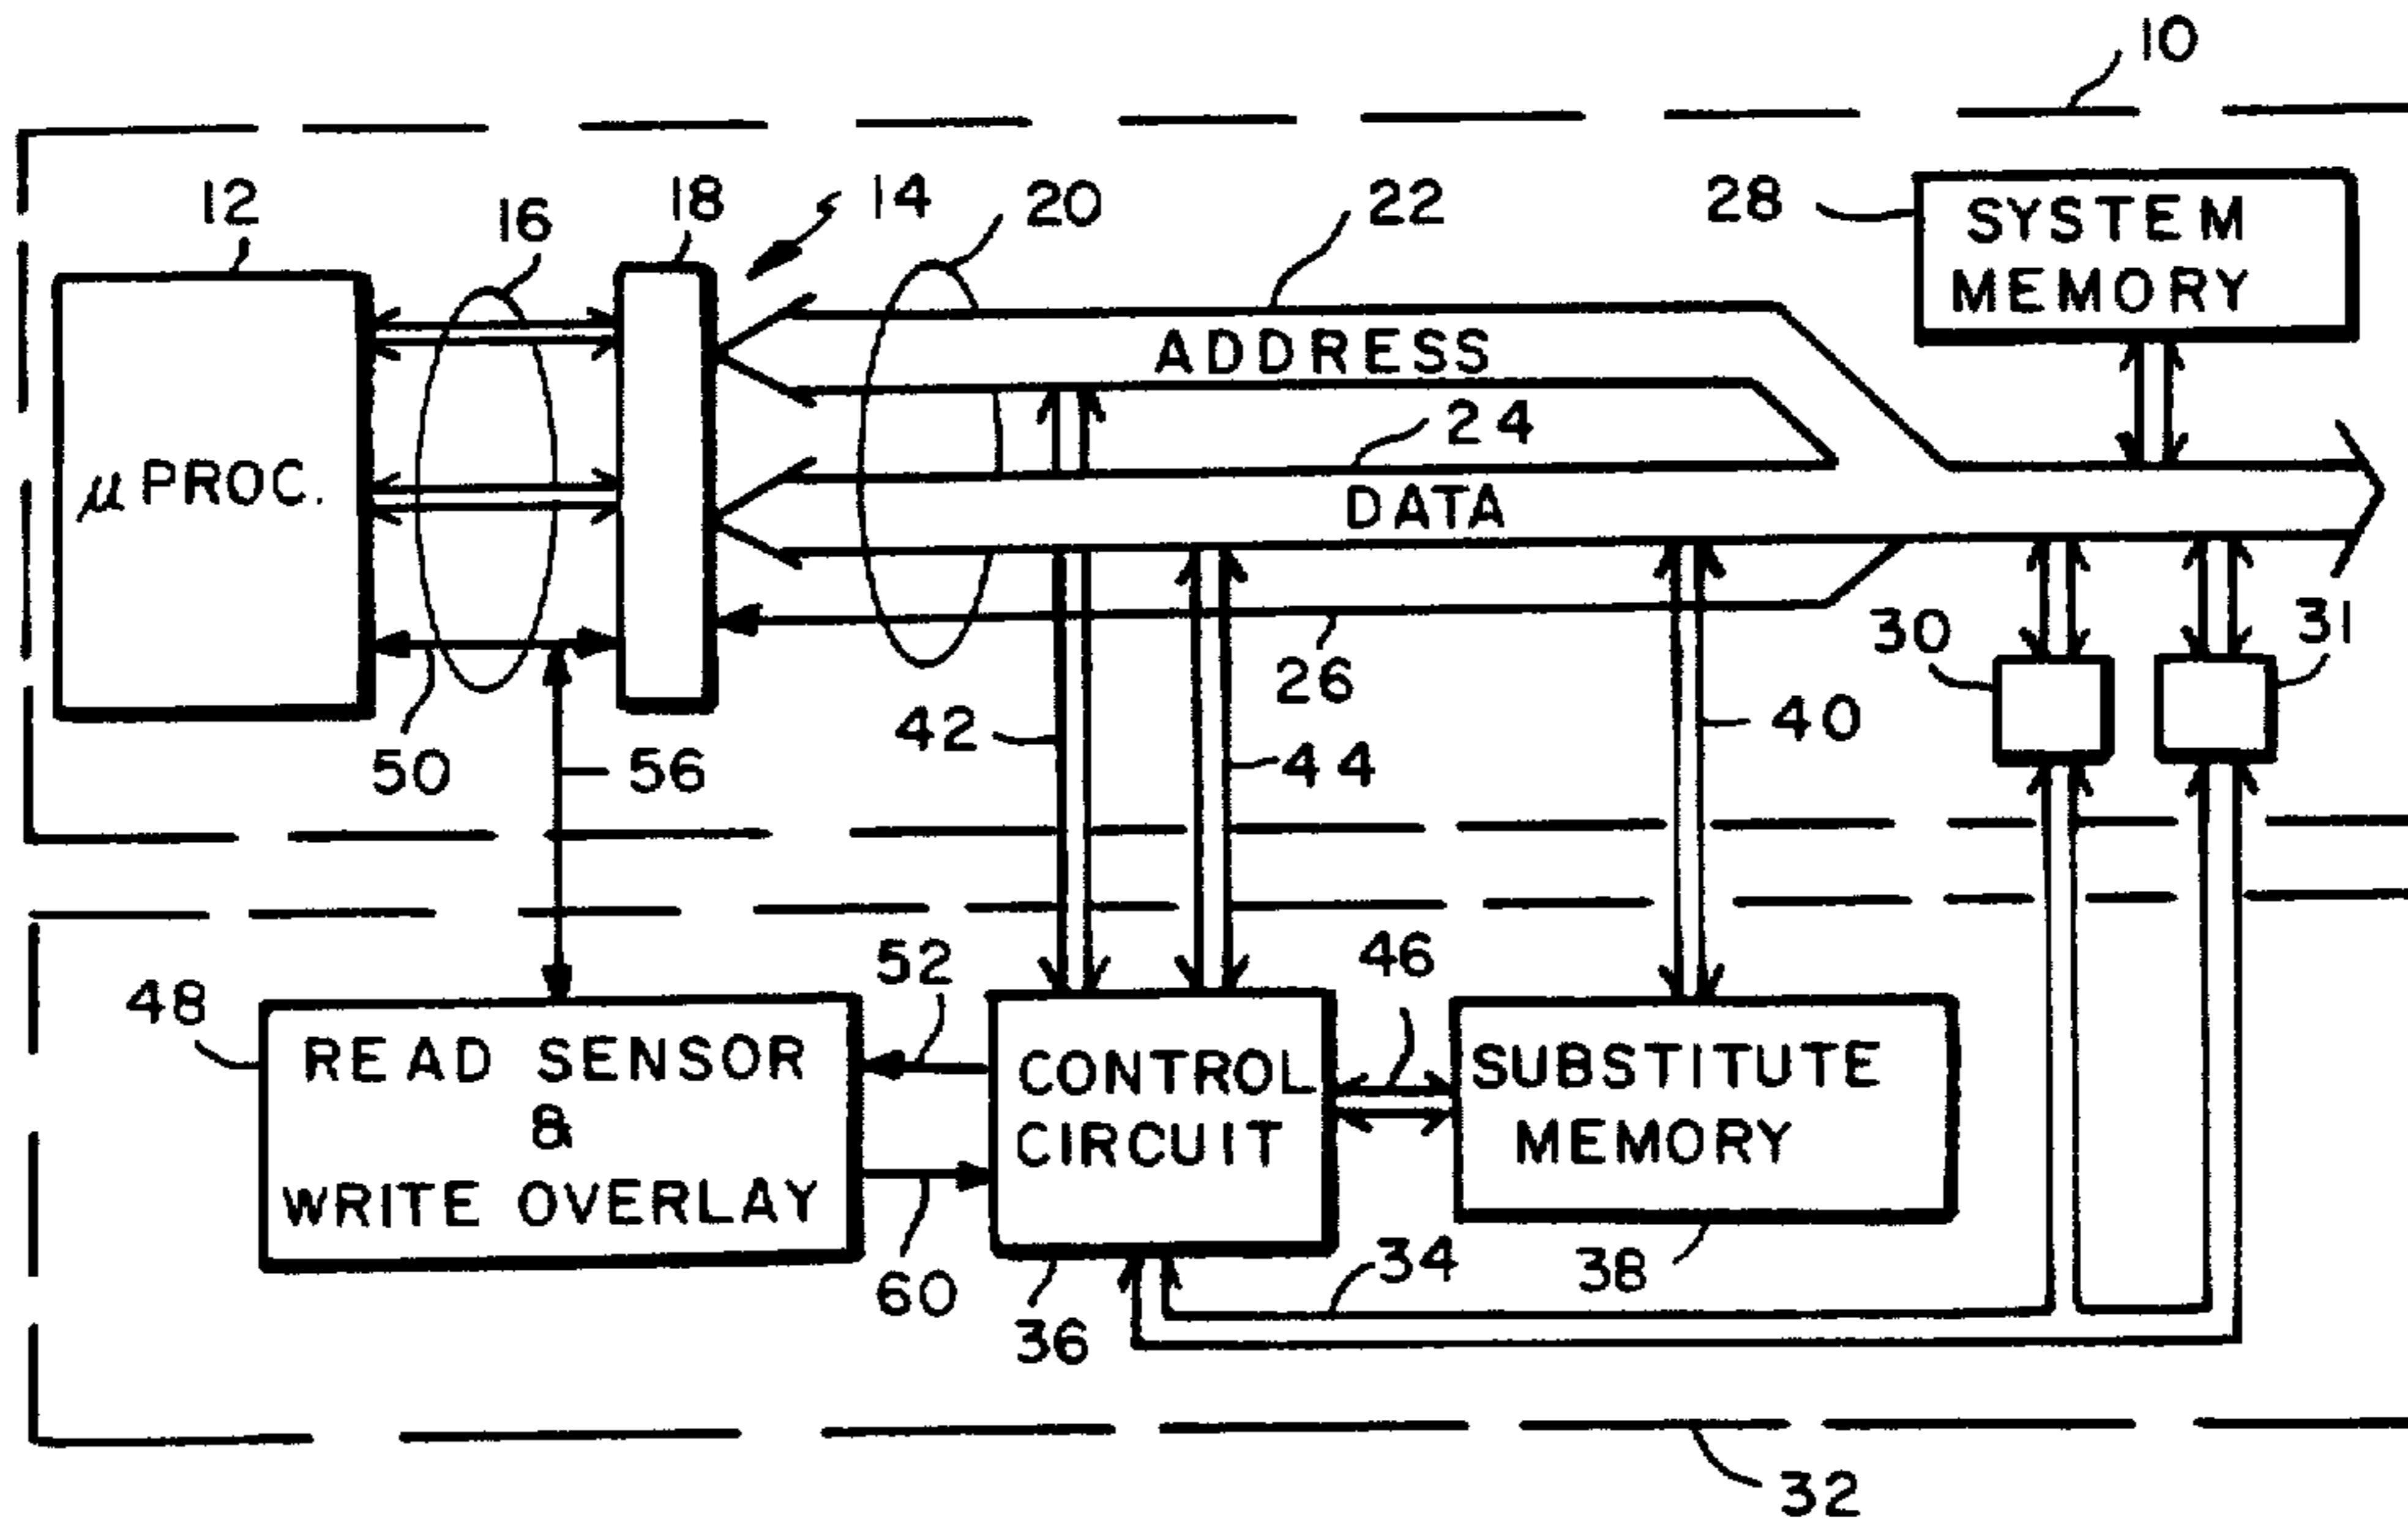 10
12
16
18
14
20
22
28
SYSTEM
MEMORY
ADDRESS
24
μ PROC.
DATA
30
31
26
42
40
50
56
44
52
46
48
READ SENSOR
&
WRITE OVERLAY
CONTROL
CIRCUIT
SUBSTITUTE
MEMORY
60
36
34
38
32